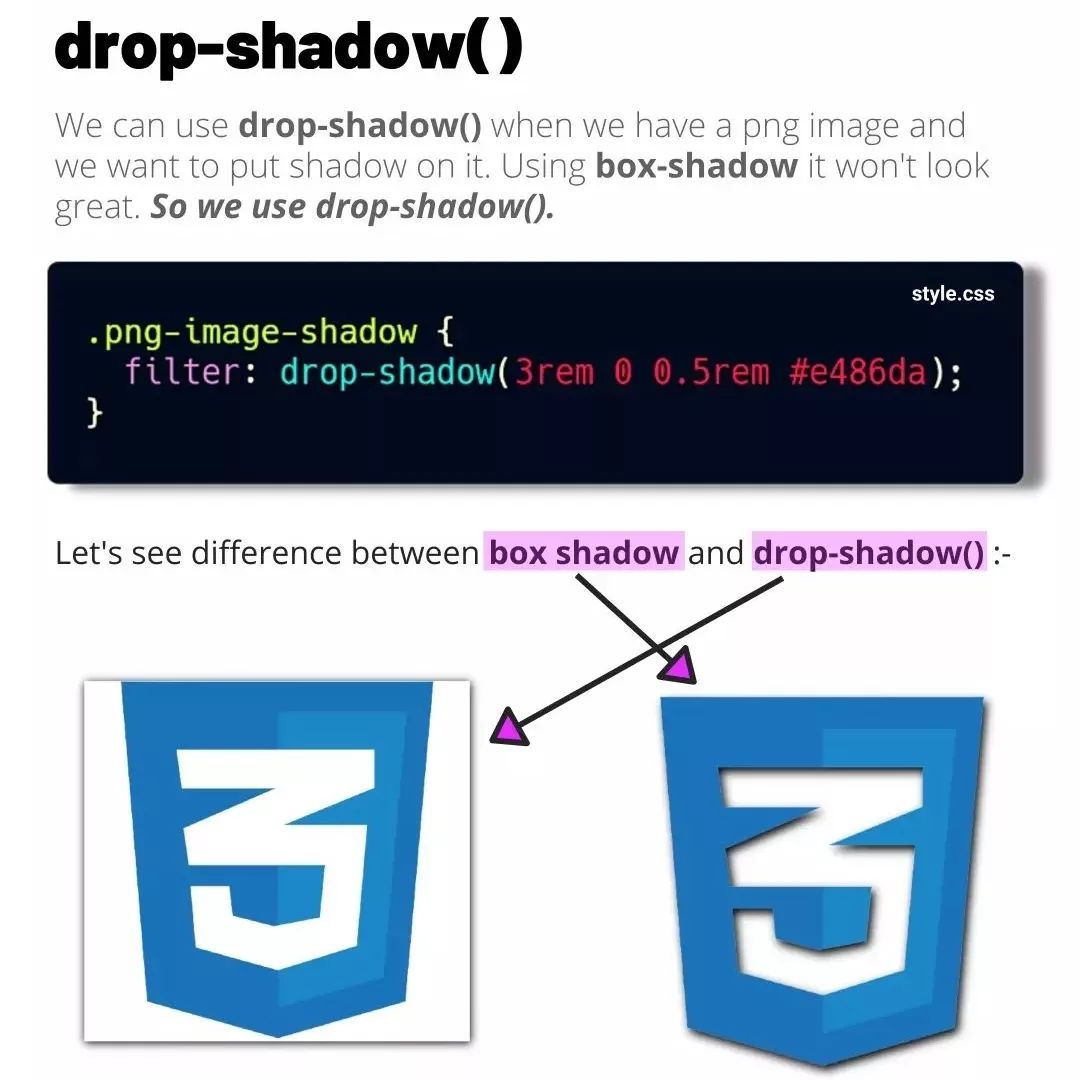 drop-shadow()
We can use drop-shadow() when we have a png image and
we want to put shadow on it. Using box-shadow it won't look
great. So we use drop-shadow().
style.css
.png-image-shadow {
  filter: drop-shadow(3rem 0 0.5rem #e486da);
}
Let's see difference between box shadow and drop-shadow() :-
3
3